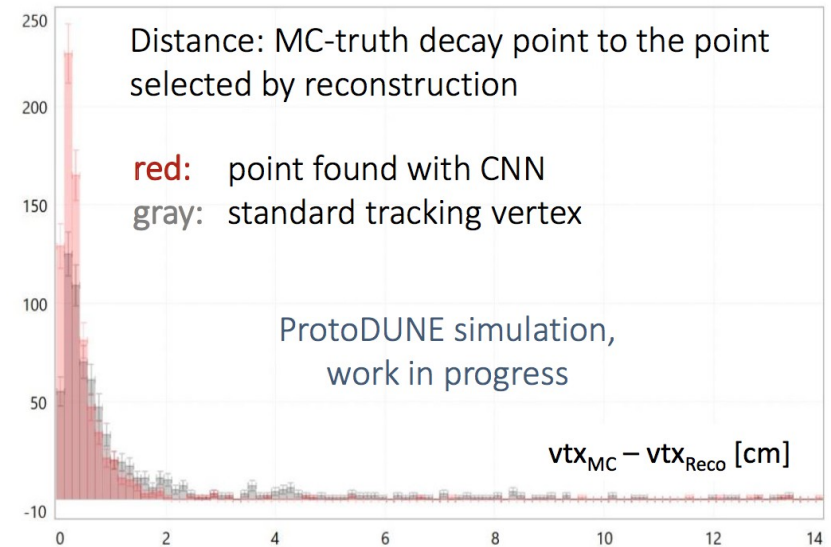 250
Distance: MC-truth decay point to the point
selected by reconstruction
200
red: point found with CNN
150
gray: standard tracking vertex
100
ProtoDUNE simulation,
work in progress
50
vtxMC – vtxReco [cm]
-10
0 2 4 6 8 10 12 14